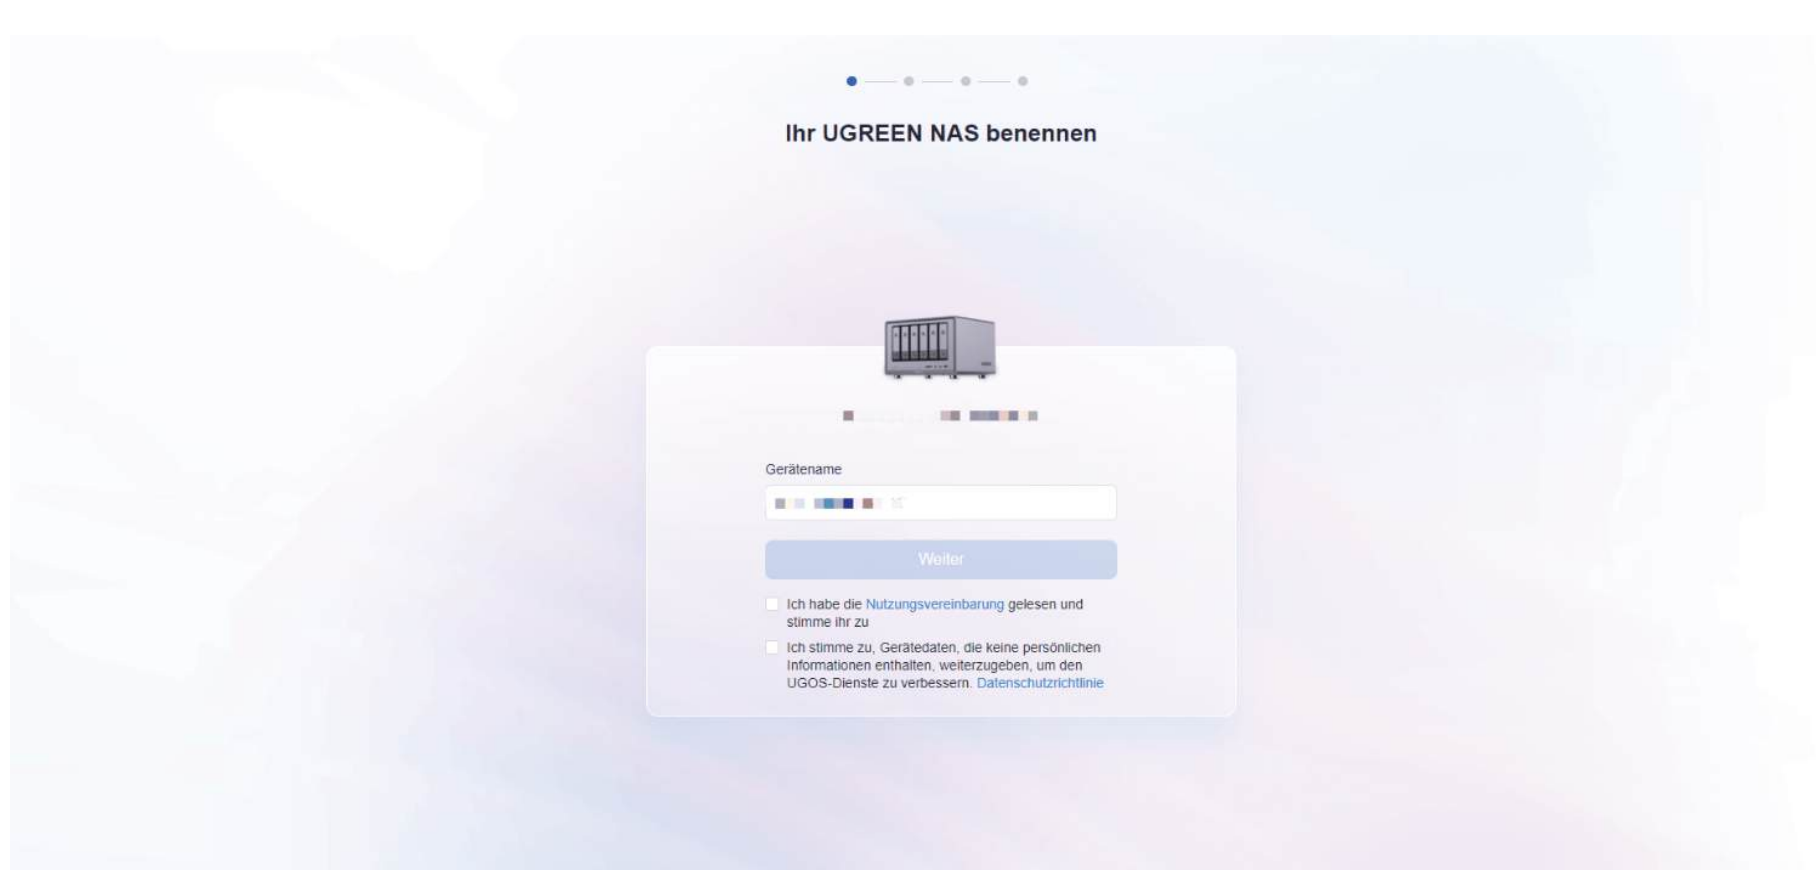 Ihr UGREEN NAS benennen
Gerätename
Weiter
Ich habe die Nutzungsvereinbarung gelesen und
stimme ihr zu
Ich stimme zu, Gerätedaten, die keine persönlichen
Informationen enthalten, weiterzugeben, um den
UGOS-Dienste zu verbessern. Datenschutzrichtlinie